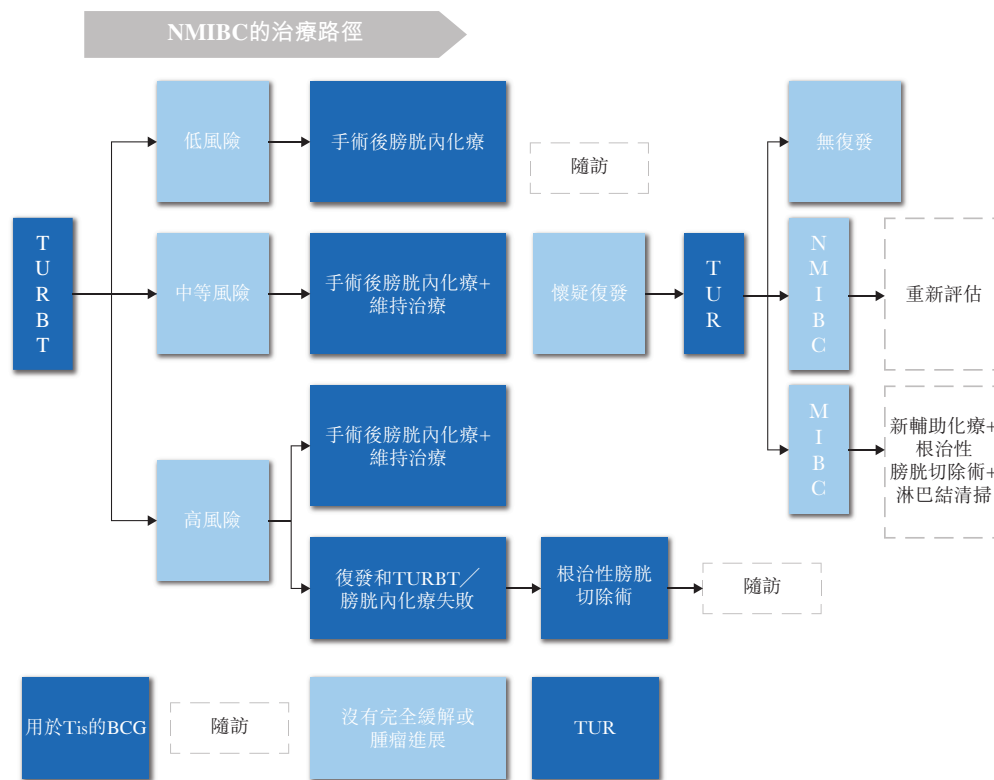 NMIBC的治療路徑
低風險
手術後膀胱內化療
隨訪
無復發
T
U
R
B
T
中等風險
手術後膀胱內化療+
維持治療
懷疑復發
T
U
R
N
M
I
B
C
重新評估
高風險
手術後膀胱內化療+
維持治療
M
I
B
C
新輔助化療+
根治性
膀胱切除術+
淋巴結清掃
復發和TURBT／
膀胱內化療失敗
根治性膀胱
切除術
隨訪
用於Tis的BCG
隨訪
沒有完全緩解或
腫瘤進展
TUR